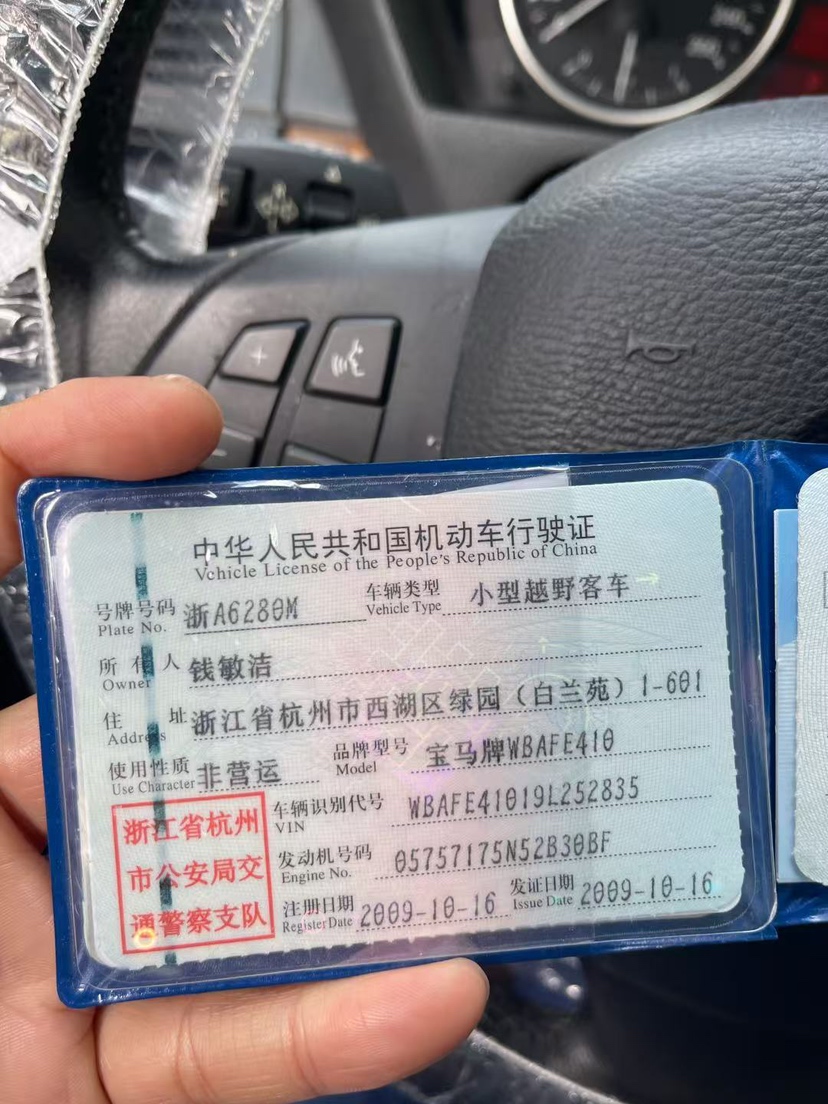 中华人民共和国机动车行驶证
Vehicle License of the People's Republic of China
号牌号码 浙A6280M 车辆类型 小型越野客车
Plate No. Vehicle Type
所有人 钱敏洁
Owner
住址 浙江省杭州市西湖区绿园（白兰苑）1-601
Address
使用性质 非营运 品牌型号 宝马牌WBAFE410
Use Character Model
浙江省杭州
市公安局交
通警察支队
车辆识别代号 WBAFE41019L252835
VIN
发动机号码 05757175N52B30BF
Engine No.
注册日期 2009-10-16 发证日期 2009-10-16
Register Date Issue Date